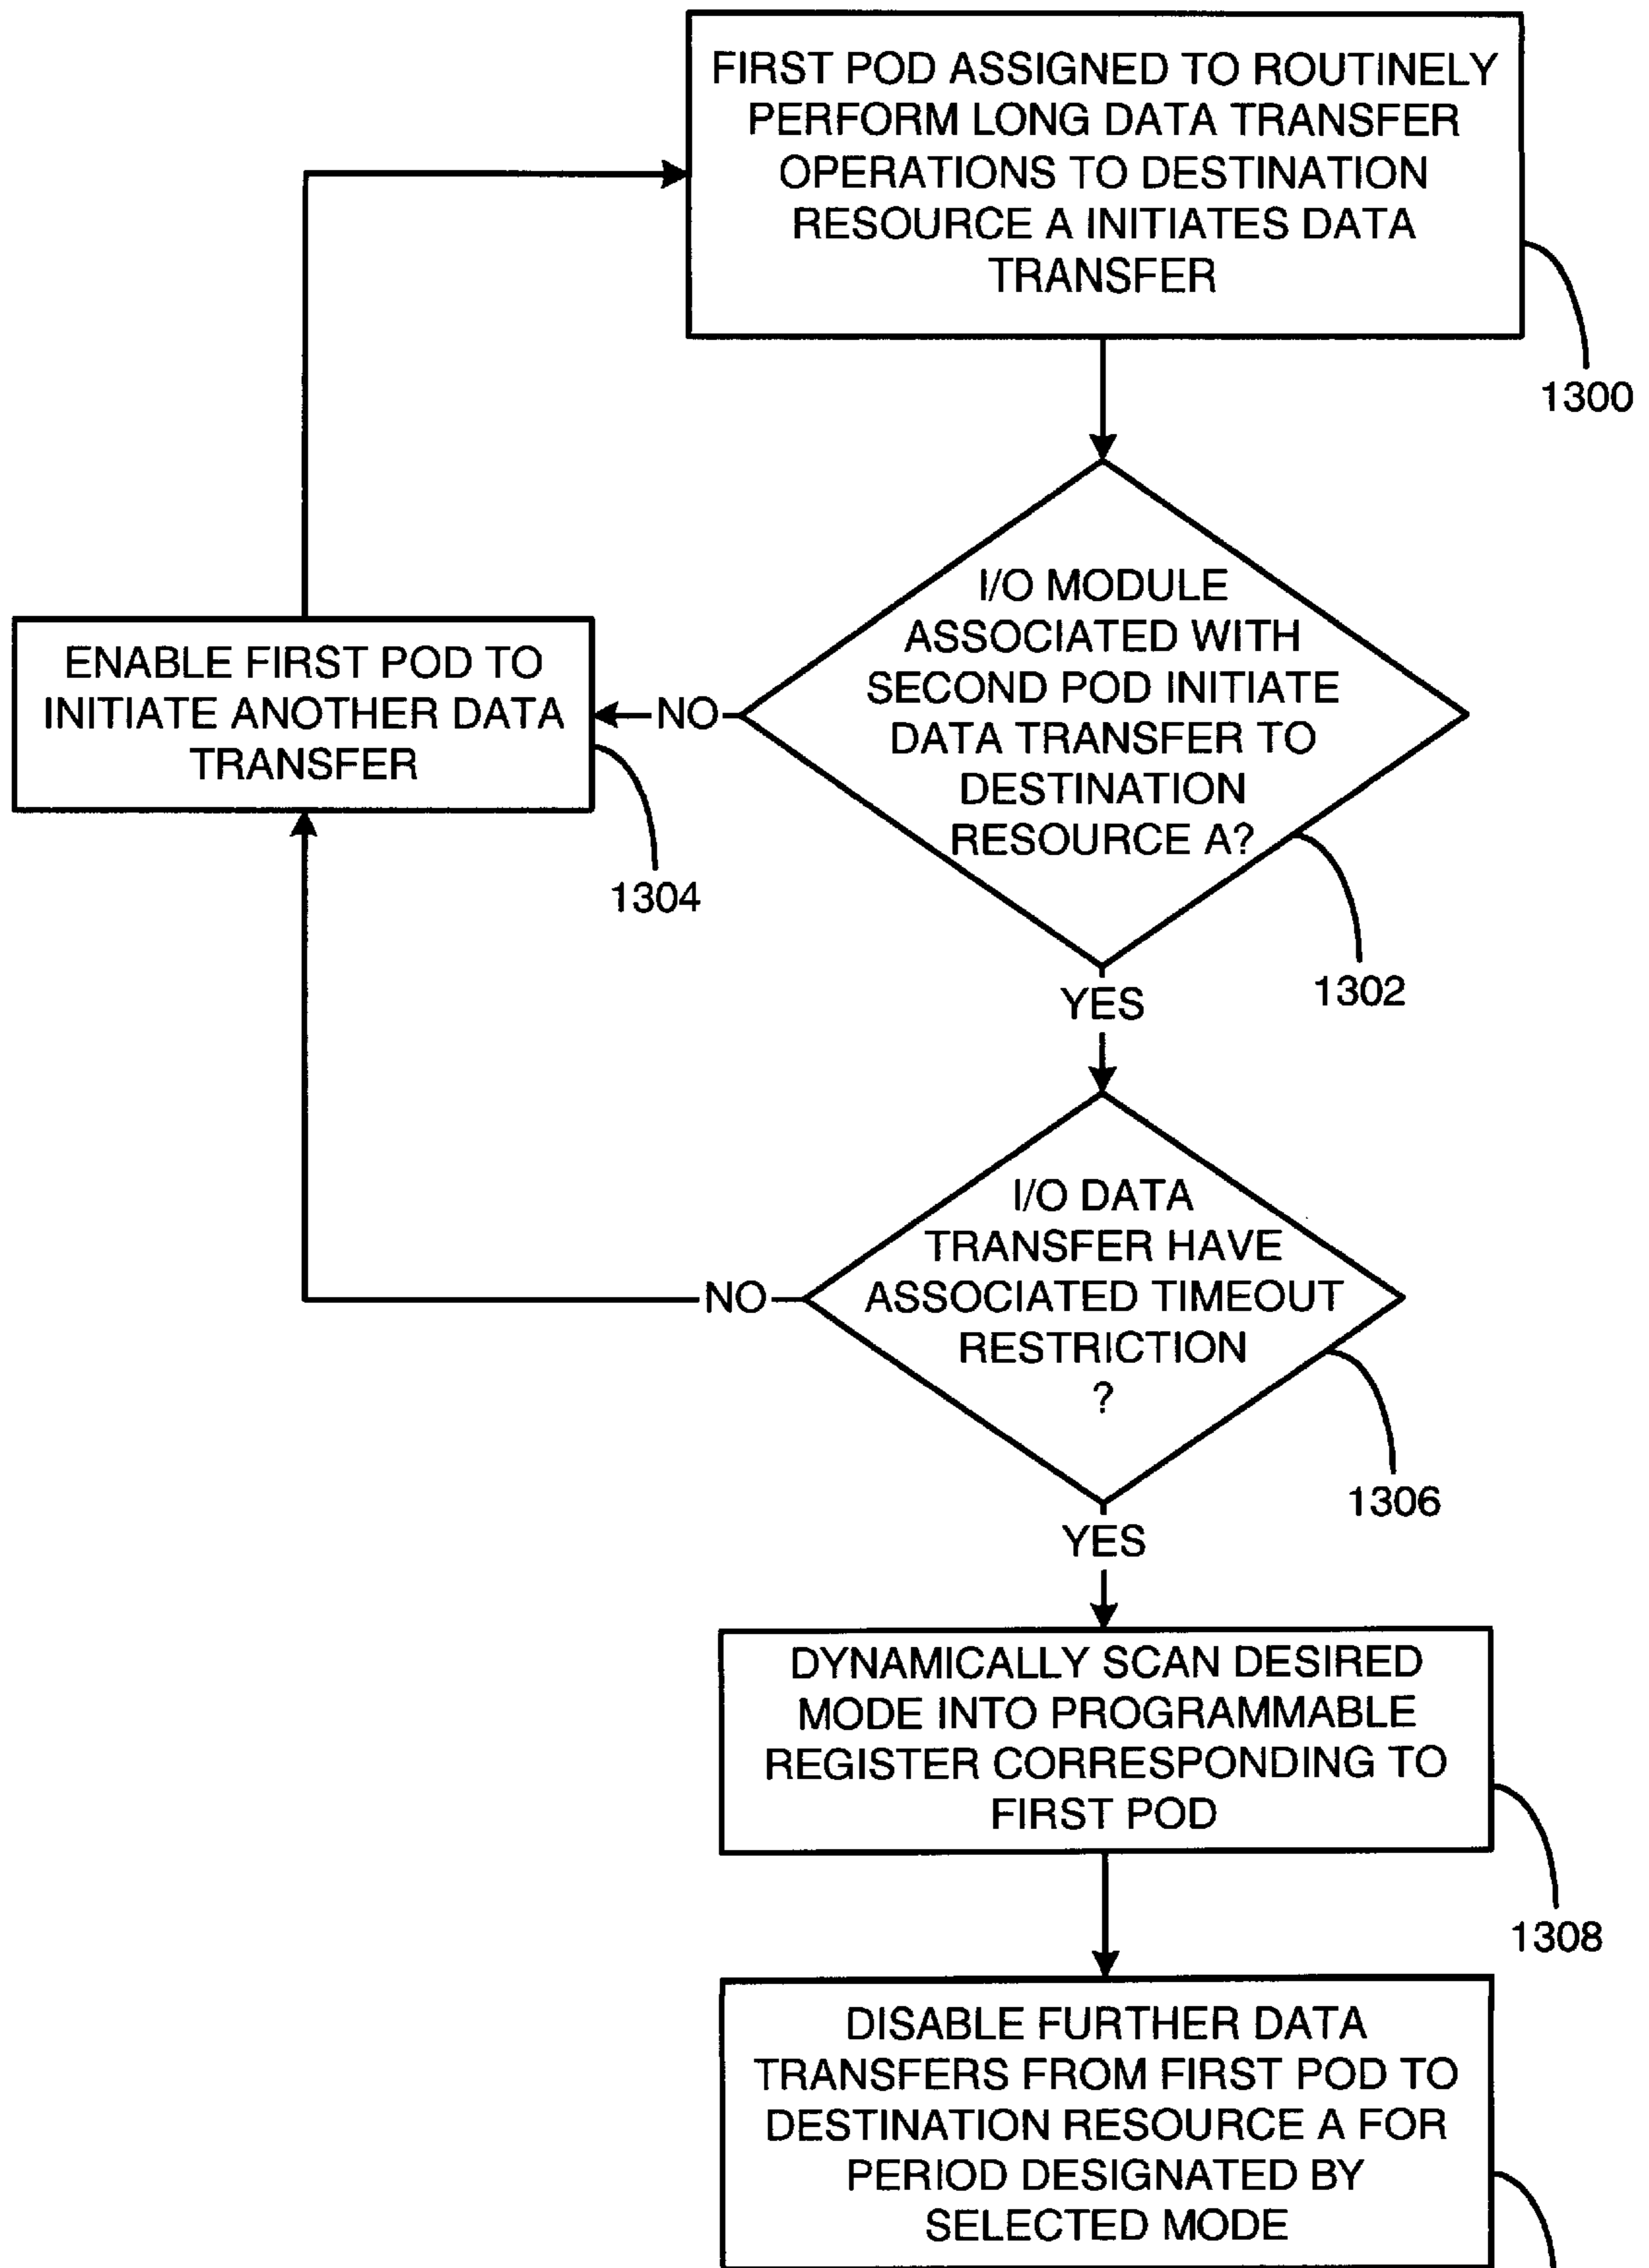 FIRST POD ASSIGNED TO ROUTINELY
PERFORM LONG DATA TRANSFER
OPERATIONS TO DESTINATION
RESOURCE A INITIATES DATA
TRANSFER
1300
I/O MODULE
ASSOCIATED WITH
SECOND POD INITIATE
DATA TRANSFER TO
DESTINATION
RESOURCE A?
1302
NO
ENABLE FIRST POD TO
INITIATE ANOTHER DATA
TRANSFER
1304
YES
I/O DATA
TRANSFER HAVE
ASSOCIATED TIMEOUT
RESTRICTION
?
1306
NO
YES
DYNAMICALLY SCAN DESIRED
MODE INTO PROGRAMMABLE
REGISTER CORRESPONDING TO
FIRST POD
1308
DISABLE FURTHER DATA
TRANSFERS FROM FIRST POD TO
DESTINATION RESOURCE A FOR
PERIOD DESIGNATED BY
SELECTED MODE